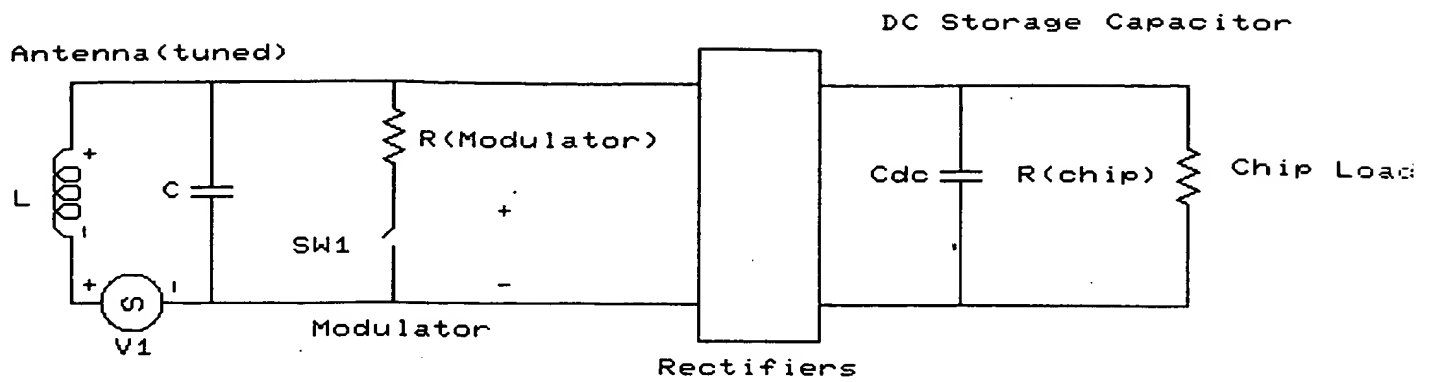 DC Storage Capacitor
Antenna(tuned)
R(Modulator)
+
L
-
C
SW1
+
-
Cdc
R(chip)
Chip Load
+
-
S
V1
Modulator
Rectifiers